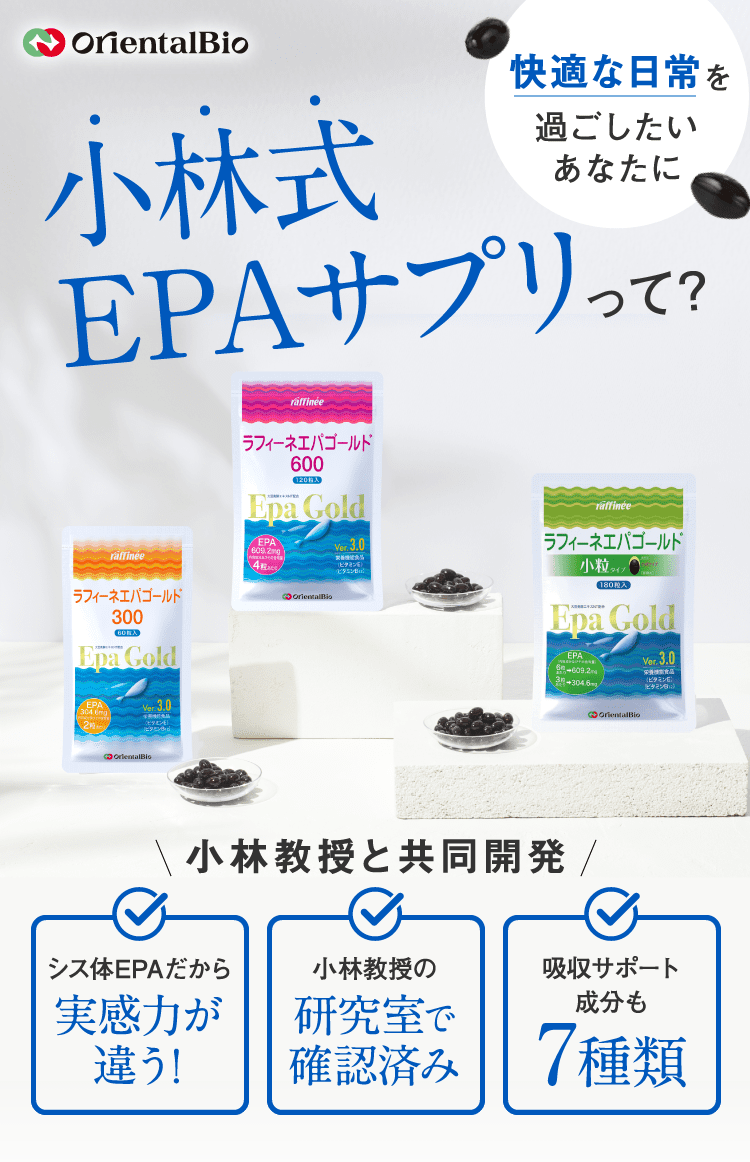 OrientalBio
快適な日常を
過ごしたい
あなたに
小林式
EPAサプリって?
raffinée
ラフィーネエパゴールド
600
120粒入
Epa Gold
EPA
609.2mg
4粒
Ver.3.0
栄養機能食品
(ビタミンE)
(ビタミンB12)
OrientalBio
raffinée
ラフィーネエパゴールド
小粒タイプ
180粒入
Epa Gold
EPA
6粒→609.2mg
3粒→304.6mg
Ver.3.0
栄養機能食品
(ビタミンE)
(ビタミンB12)
OrientalBio
raffinée
ラフィーネエパゴールド
300
60粒入
Epa Gold
EPA
304.6mg
2粒
Ver.3.0
栄養機能食品
(ビタミンE)
(ビタミンB12)
OrientalBio
\ 小林教授と共同開発 /
シス体EPAだから
実感力が
違う!
小林教授の
研究室で
確認済み
吸収サポート
成分も
7種類